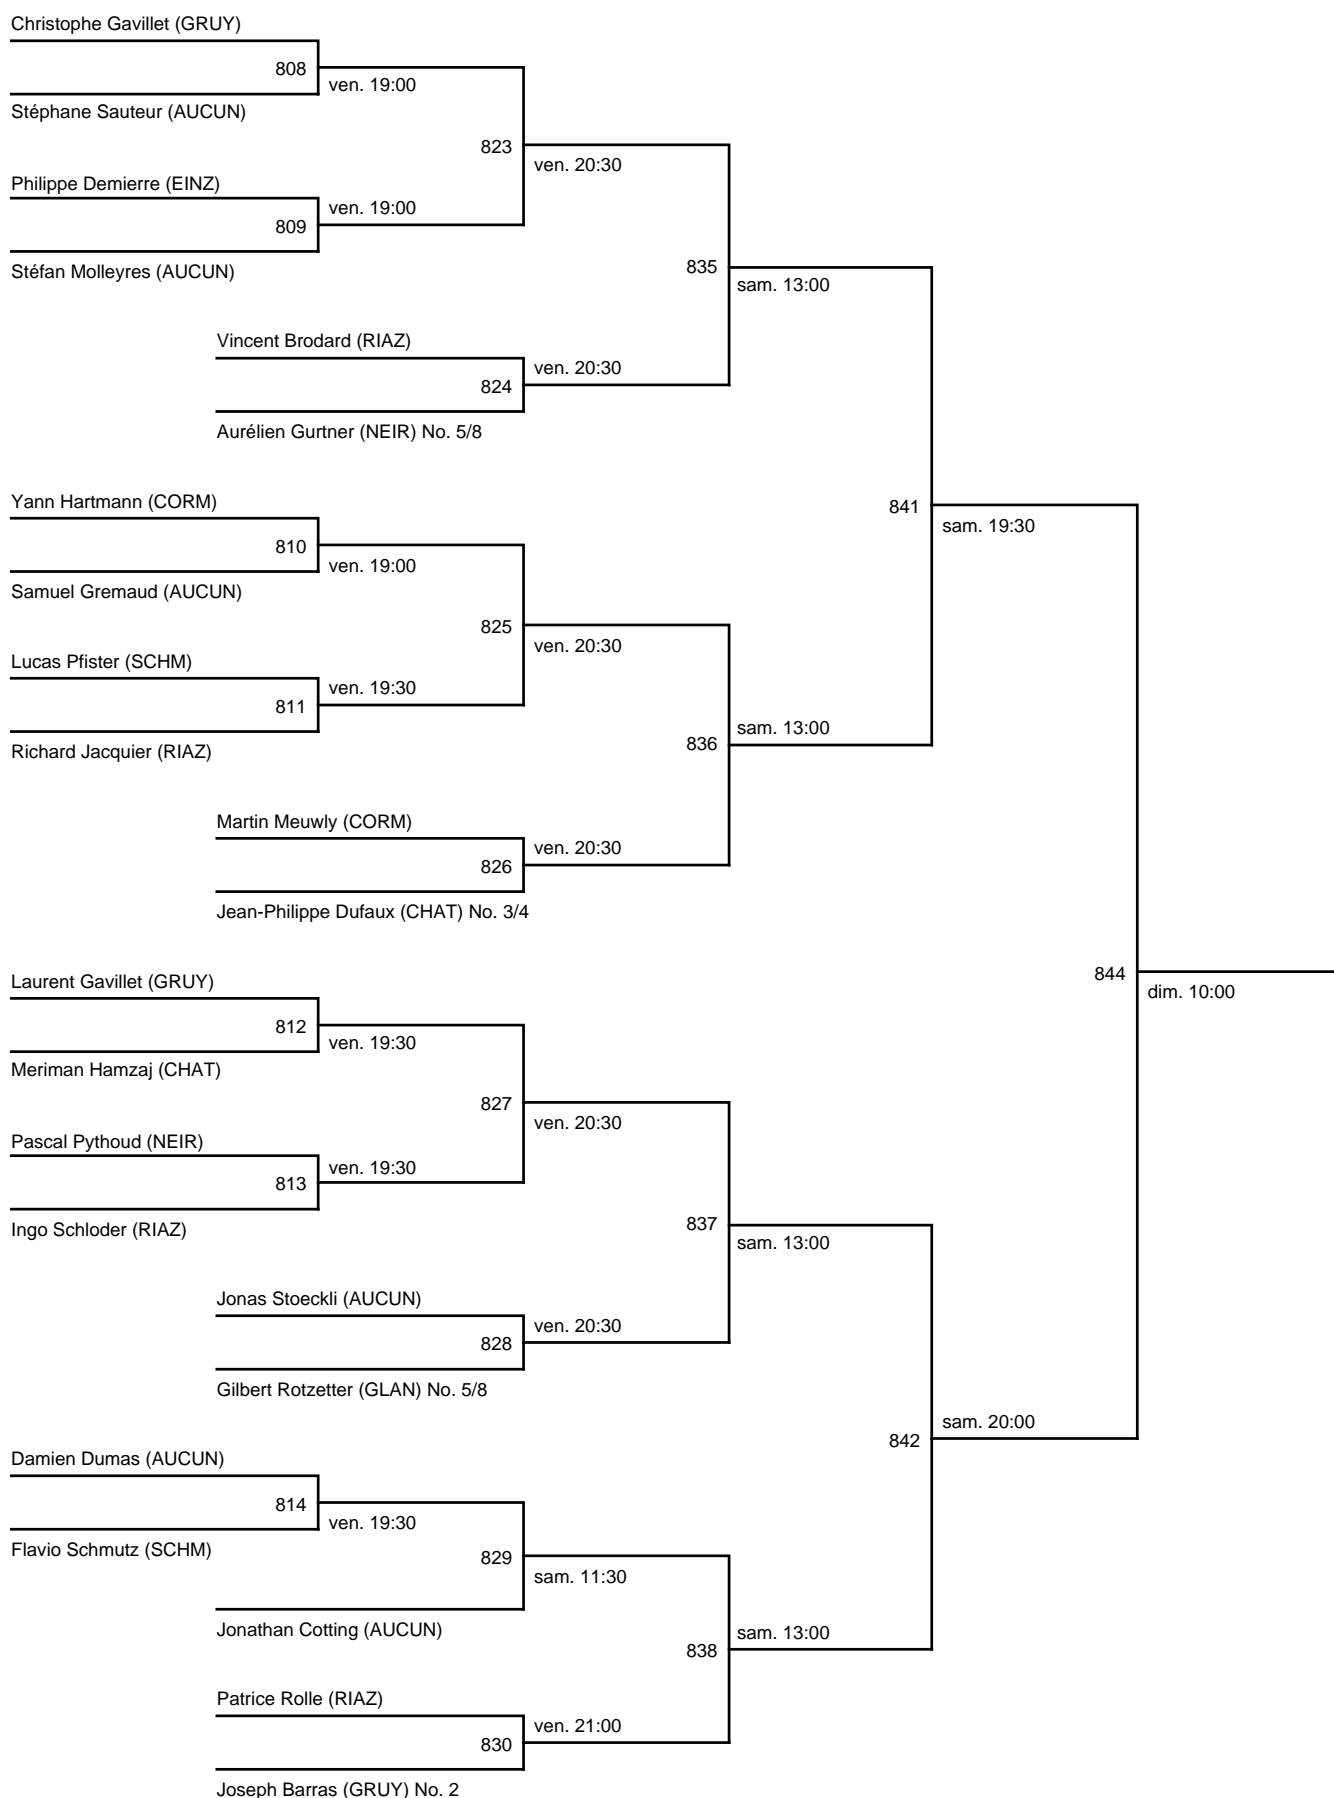 Christophe Gavillet (GRUY)
808
ven. 19:00
Stéphane Sauteur (AUCUN)
823
ven. 20:30
Philippe Demierre (EINZ)
ven. 19:00
809
Stéfan Molleyres (AUCUN)
835
sam. 13:00
Vincent Brodard (RIAZ)
ven. 20:30
824
Aurélien Gurtner (NEIR) No. 5/8
Yann Hartmann (CORM)
841
sam. 19:30
810
ven. 19:00
Samuel Gremaud (AUCUN)
825
ven. 20:30
Lucas Pfister (SCHM)
ven. 19:30
811
sam. 13:00
836
Richard Jacquier (RIAZ)
Martin Meuwly (CORM)
ven. 20:30
826
Jean-Philippe Dufaux (CHAT) No. 3/4
844
dim. 10:00
Laurent Gavillet (GRUY)
812
ven. 19:30
Meriman Hamzaj (CHAT)
827
ven. 20:30
Pascal Pythoud (NEIR)
ven. 19:30
813
Ingo Schloder (RIAZ)
837
sam. 13:00
Jonas Stoeckli (AUCUN)
ven. 20:30
828
Gilbert Rotzetter (GLAN) No. 5/8
sam. 20:00
842
Damien Dumas (AUCUN)
814
ven. 19:30
Flavio Schmutz (SCHM)
829
sam. 11:30
Jonathan Cotting (AUCUN)
sam. 13:00
838
Patrice Rolle (RIAZ)
ven. 21:00
830
Joseph Barras (GRUY) No. 2